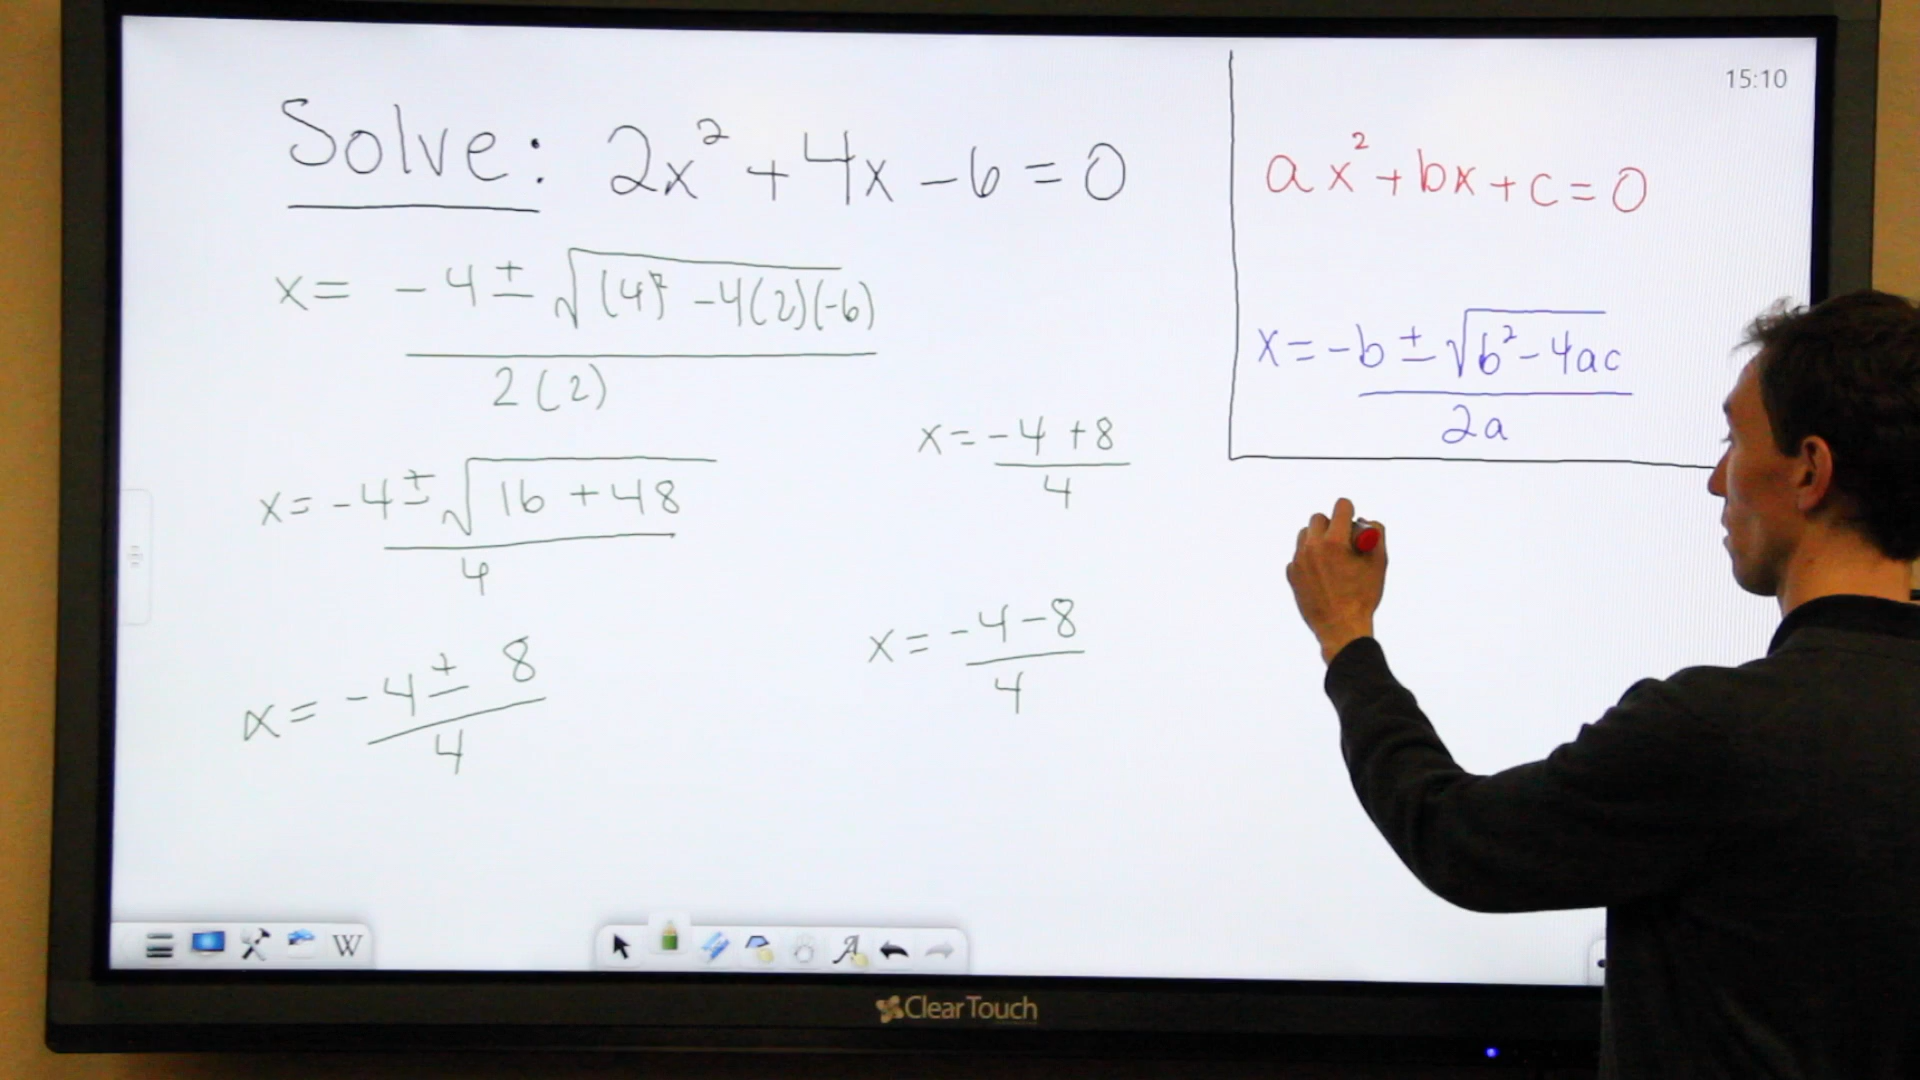 Solve: 2x² + 4x - 6 = 0
x = -4 ± √(4)² - 4(2)(-6)
2(2)
x = -4 ± √16 + 48
4
x = -4 ± 8
4
x = -4 + 8
4
x = -4 - 8
4
15:10
ax² + bx + c = 0
x = -b ± √b² - 4ac
2a
W
A
ClearTouch